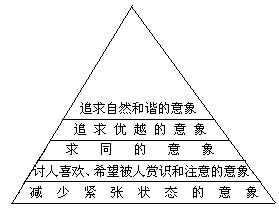 追求自然和谐的意象
追求优越的意象
求同的意象
讨人喜欢、希望被人赏识和注意的意象
减少紧张状态的意象